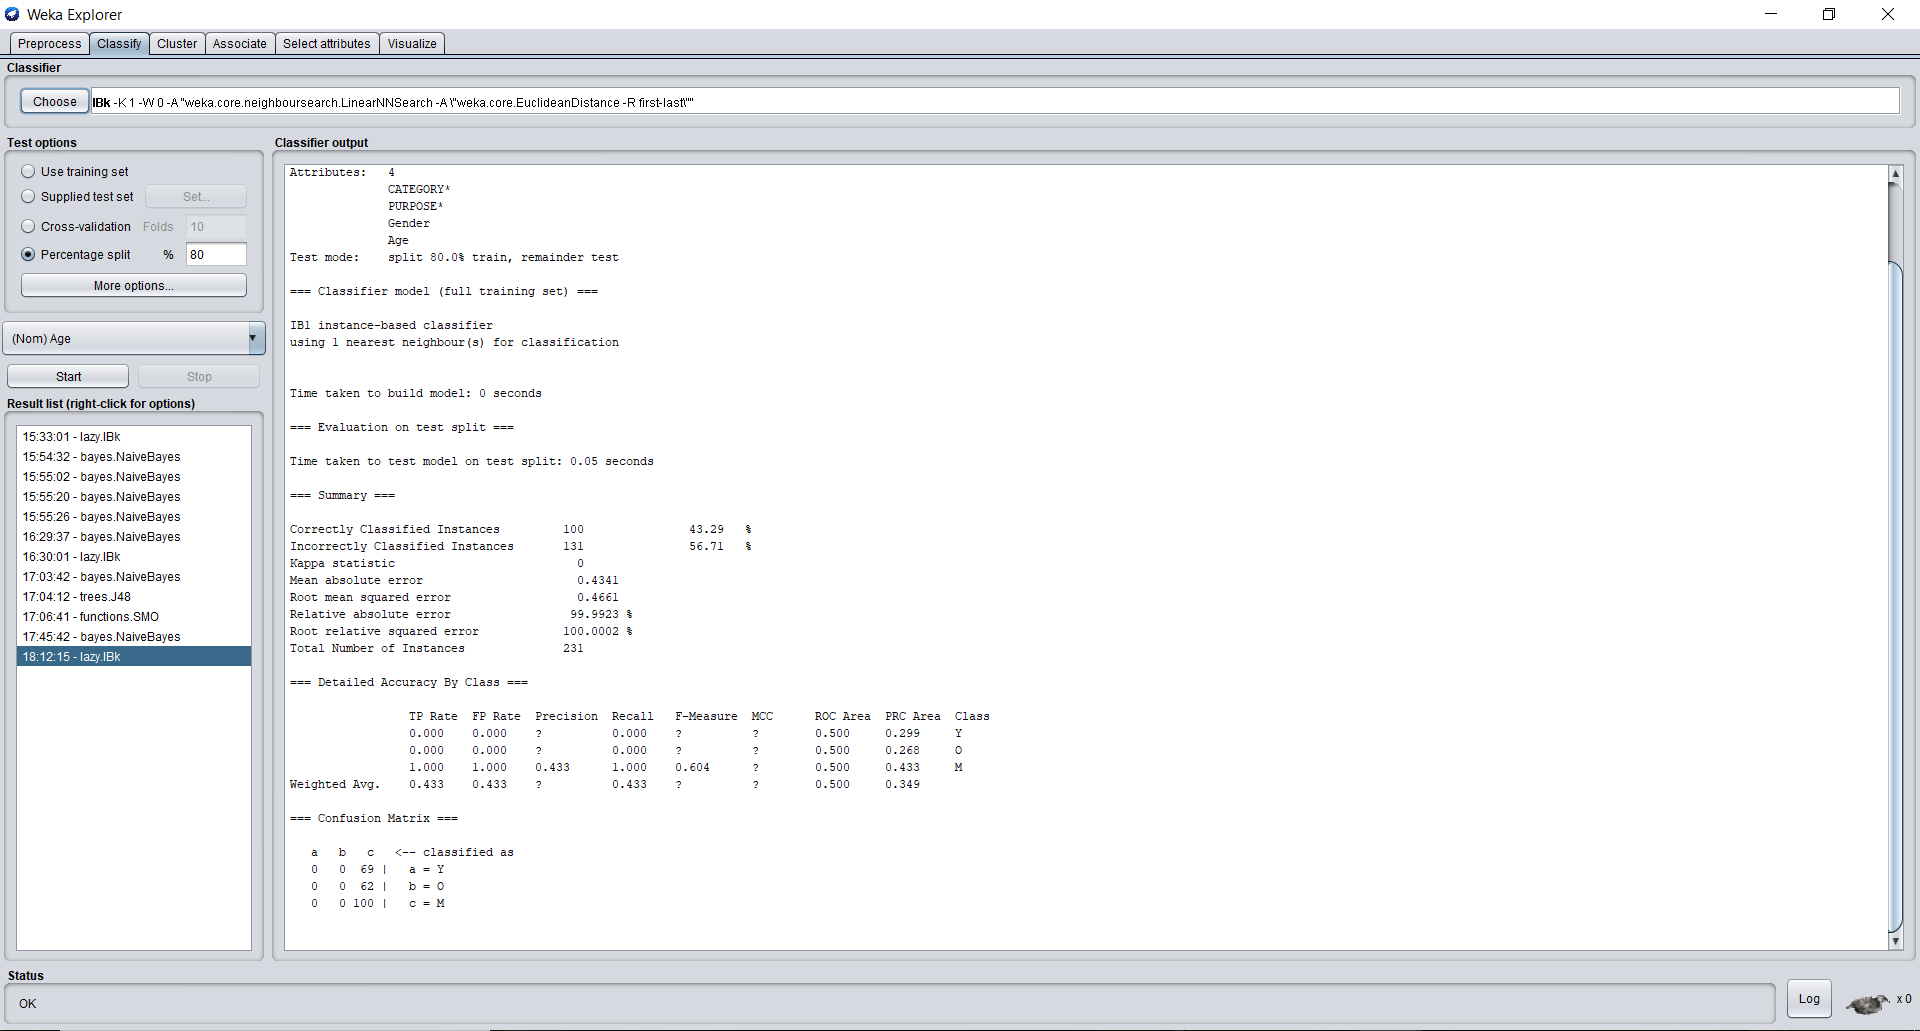 Weka Explorer
Preprocess Classify Cluster Associate Select attributes Visualize
Classifier
Choose IBk -K 1 -W 0 -A "weka.core.neighboursearch.LinearNNSearch -A \"weka.core.EuclideanDistance -R first-last\""
Test options
Use training set
Supplied test set Set...
Cross-validation Folds 10
Percentage split % 80
More options...
(Nom) Age
Start Stop
Result list (right-click for options)
15:33:01 - lazy.IBk
15:54:32 - bayes.NaiveBayes
15:55:02 - bayes.NaiveBayes
15:55:20 - bayes.NaiveBayes
15:55:26 - bayes.NaiveBayes
16:29:37 - bayes.NaiveBayes
16:30:01 - lazy.IBk
17:03:42 - bayes.NaiveBayes
17:04:12 - trees.J48
17:06:41 - functions.SMO
17:45:42 - bayes.NaiveBayes
18:12:15 - lazy.IBk
Classifier output
Attributes: 4
CATEGORY*
PURPOSE*
Gender
Age
Test mode: split 80.0% train, remainder test
=== Classifier model (full training set) ===
IB1 instance-based classifier
using 1 nearest neighbour(s) for classification
Time taken to build model: 0 seconds
=== Evaluation on test split ===
Time taken to test model on test split: 0.05 seconds
=== Summary ===
Correctly Classified Instances 100 43.29 %
Incorrectly Classified Instances 131 56.71 %
Kappa statistic 0
Mean absolute error 0.4341
Root mean squared error 0.4661
Relative absolute error 99.9923 %
Root relative squared error 100.0002 %
Total Number of Instances 231
=== Detailed Accuracy By Class ===
TP Rate FP Rate Precision Recall F-Measure MCC ROC Area PRC Area Class
0.000 0.000 ? 0.000 ? ? 0.500 0.299 Y
0.000 0.000 ? 0.000 ? ? 0.500 0.268 O
1.000 1.000 0.433 1.000 0.604 ? 0.500 0.433 M
Weighted Avg. 0.433 0.433 ? 0.433 ? ? 0.500 0.349
=== Confusion Matrix ===
a b c <-- classified as
0 0 69 | a = Y
0 0 62 | b = O
0 0 100 | c = M
Status
OK
Log x 0